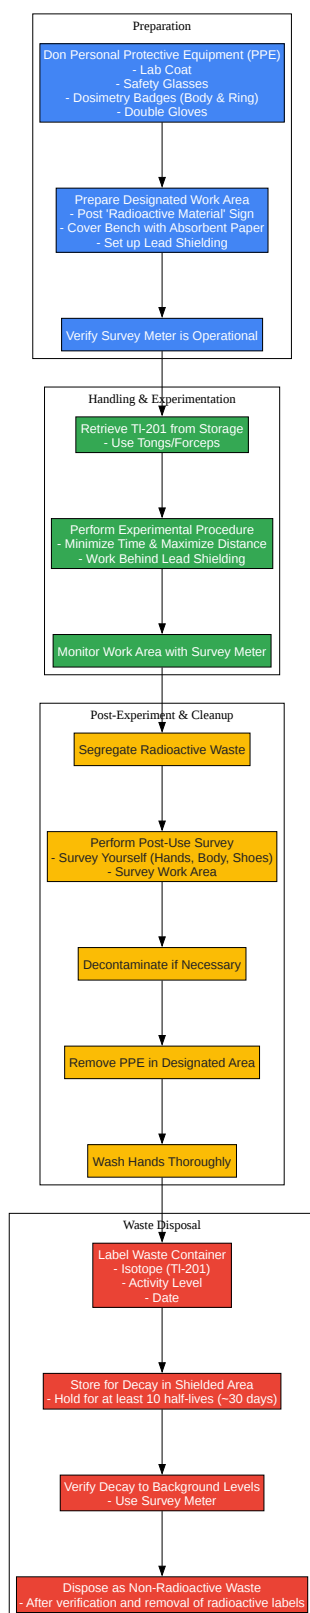 Preparation
Don Personal Protective Equipment (PPE)
- Lab Coat
- Safety Glasses
- Dosimetry Badges (Body & Ring)
- Double Gloves
Prepare Designated Work Area
- Post 'Radioactive Material' Sign
- Cover Bench with Absorbent Paper
- Set up Lead Shielding
Verify Survey Meter is Operational
Handling & Experimentation
Retrieve Tl-201 from Storage
- Use Tongs/Forceps
Perform Experimental Procedure
- Minimize Time & Maximize Distance
- Work Behind Lead Shielding
Monitor Work Area with Survey Meter
Post-Experiment & Cleanup
Segregate Radioactive Waste
Perform Post-Use Survey
- Survey Yourself (Hands, Body, Shoes)
- Survey Work Area
Decontaminate if Necessary
Remove PPE in Designated Area
Wash Hands Thoroughly
Waste Disposal
Label Waste Container
- Isotope (Tl-201)
- Activity Level
- Date
Store for Decay in Shielded Area
- Hold for at least 10 half-lives (~30 days)
Verify Decay to Background Levels
- Use Survey Meter
Dispose as Non-Radioactive Waste
- After verification and removal of radioactive labels